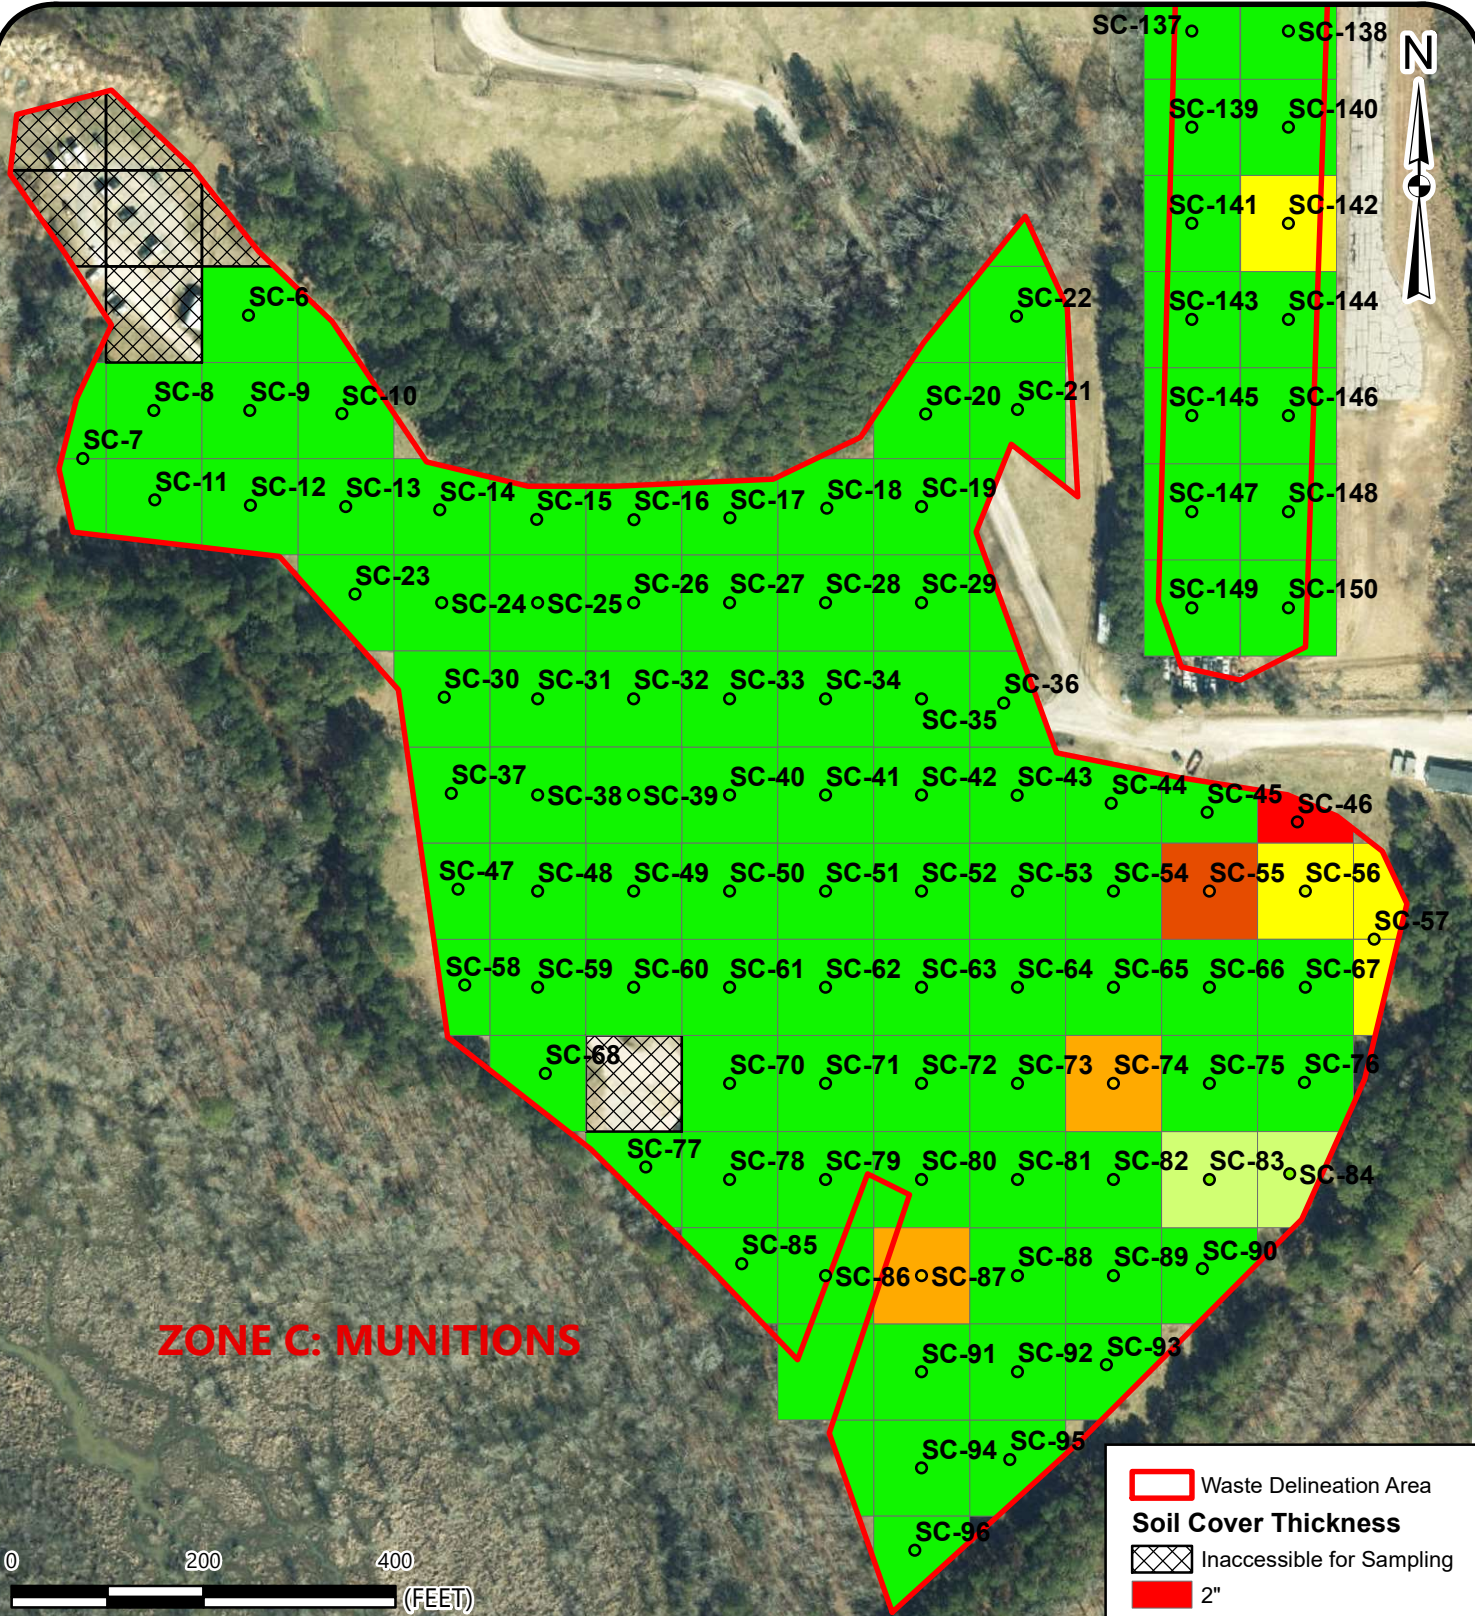 SC-137
SC-138
N
SC-139
SC-140
SC-141
SC-142
SC-6
SC-22
SC-143
SC-144
SC-8
SC-9
SC-10
SC-20
SC-21
SC-145
SC-146
SC-7
SC-11
SC-12
SC-13
SC-14
SC-15
SC-16
SC-17
SC-18
SC-19
SC-147
SC-148
SC-23
SC-24
SC-25
SC-26
SC-27
SC-28
SC-29
SC-149
SC-150
SC-30
SC-31
SC-32
SC-33
SC-34
SC-35
SC-36
SC-37
SC-38
SC-39
SC-40
SC-41
SC-42
SC-43
SC-44
SC-45
SC-46
SC-47
SC-48
SC-49
SC-50
SC-51
SC-52
SC-53
SC-54
SC-55
SC-56
SC-57
SC-58
SC-59
SC-60
SC-61
SC-62
SC-63
SC-64
SC-65
SC-66
SC-67
SC-68
SC-70
SC-71
SC-72
SC-73
SC-74
SC-75
SC-76
SC-77
SC-78
SC-79
SC-80
SC-81
SC-82
SC-83
SC-84
SC-85
SC-86
SC-87
SC-88
SC-89
SC-90
ZONE C: MUNITIONS
SC-91
SC-92
SC-93
SC-94
SC-95
SC-96
0 200 400
(FEET)
Waste Delineation Area
Soil Cover Thickness
Inaccessible for Sampling
2"